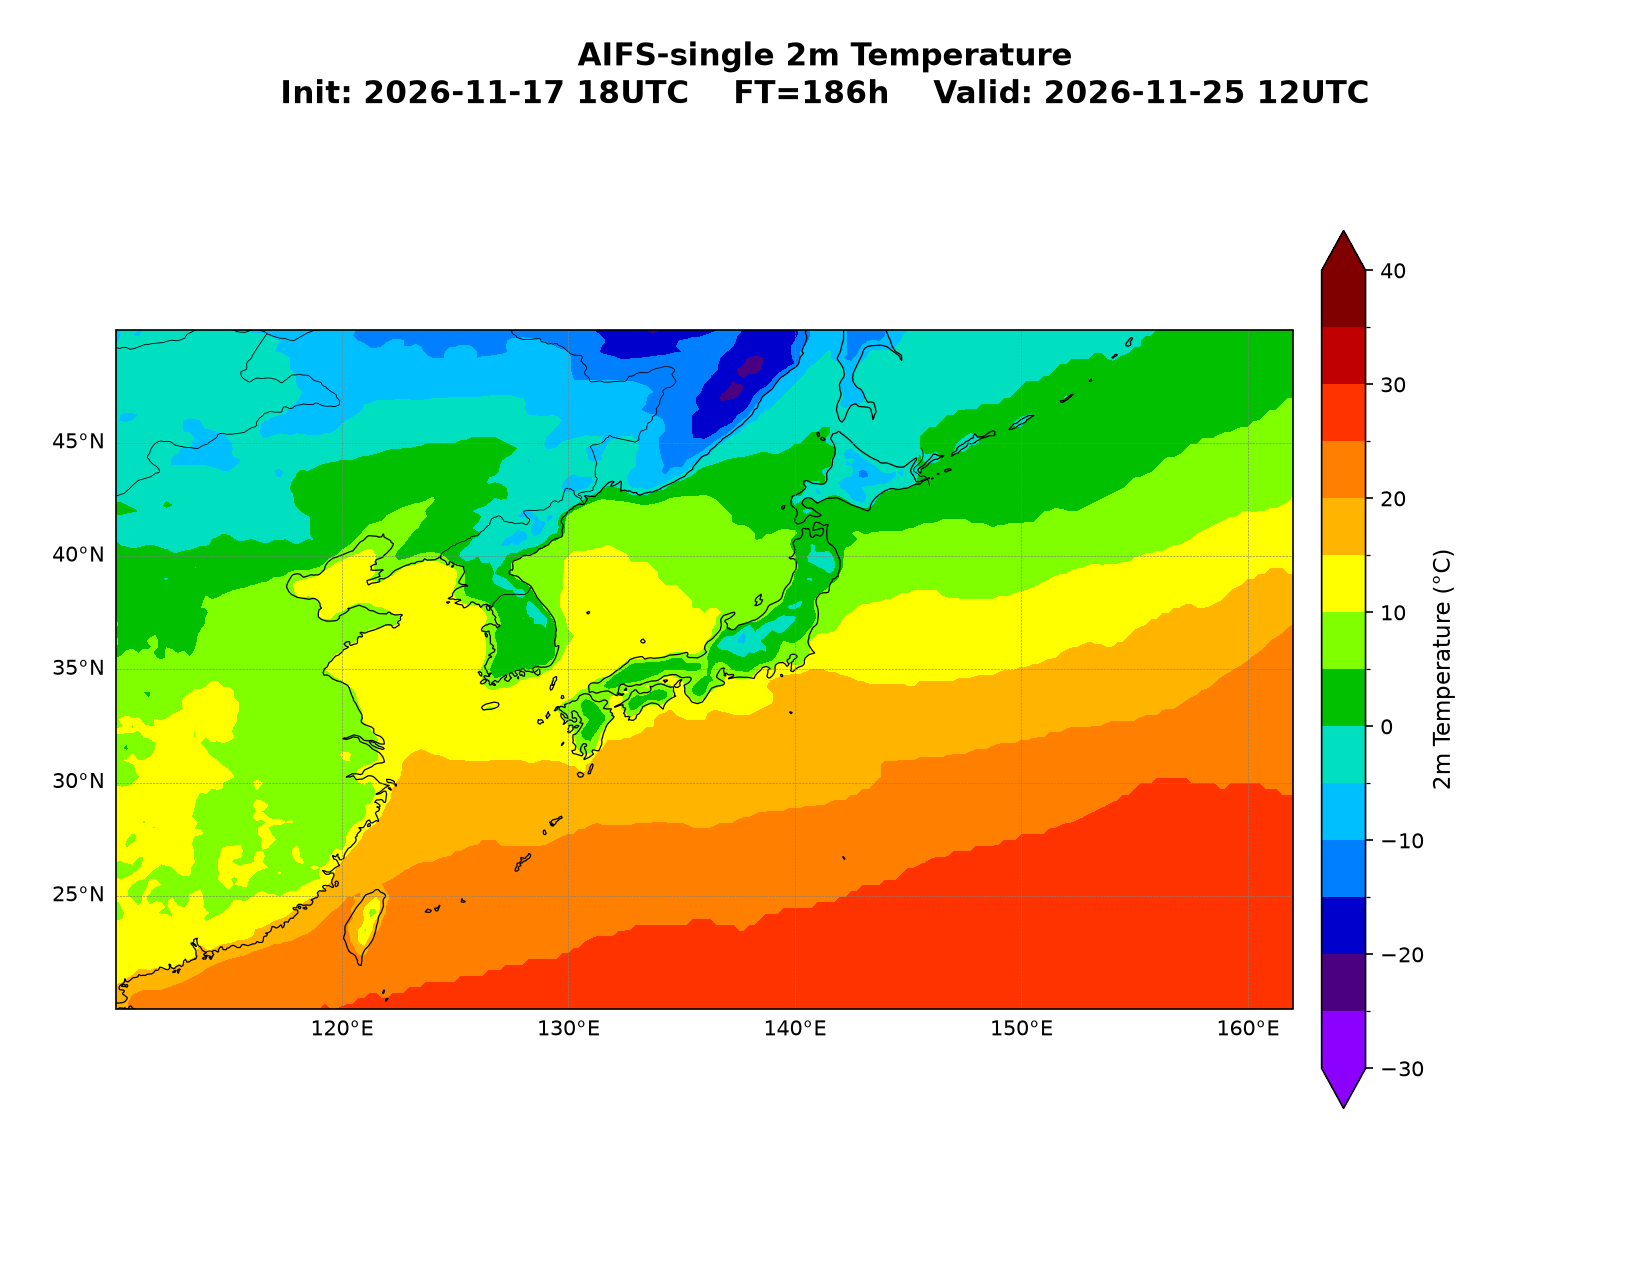 AIFS-single 2m Temperature
Init: 2026-11-17 18UTC    FT=186h    Valid: 2026-11-25 12UTC
40
30
20
10
0
−10
−20
−30
2m Temperature (°C)
45°N
40°N
35°N
30°N
25°N
120°E
130°E
140°E
150°E
160°E